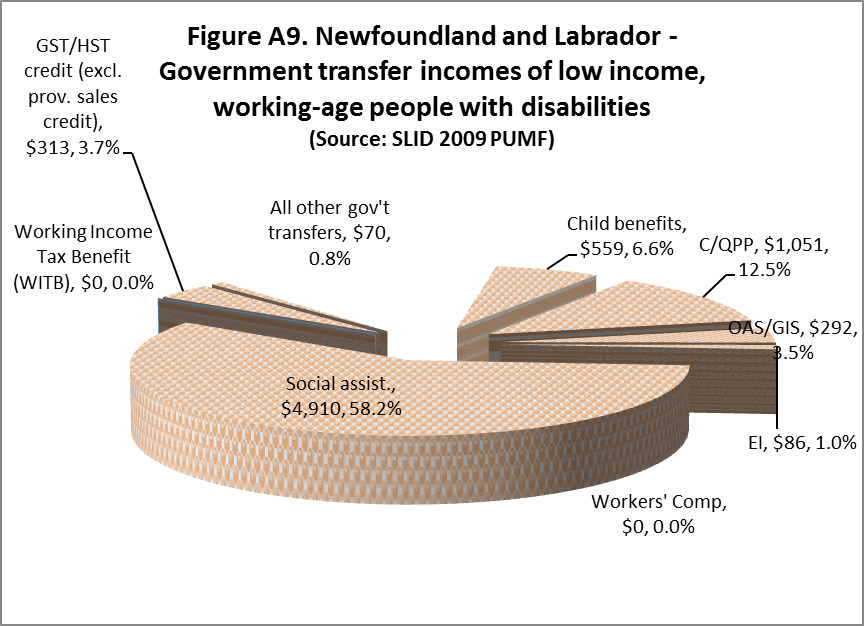 Figure A9. Newfoundland and Labrador -
Government transfer incomes of low income,
working-age people with disabilities
(Source: SLID 2009 PUMF)
GST/HST
credit (excl.
prov. sales
credit),
$313, 3.7%
Working Income
Tax Benefit
(WITB), $0, 0.0%
All other gov't
transfers, $70,
0.8%
Child benefits,
$559, 6.6%
C/QPP, $1,051,
12.5%
OAS/GIS, $292,
3.5%
EI, $86, 1.0%
Workers' Comp,
$0, 0.0%
Social assist.,
$4,910, 58.2%